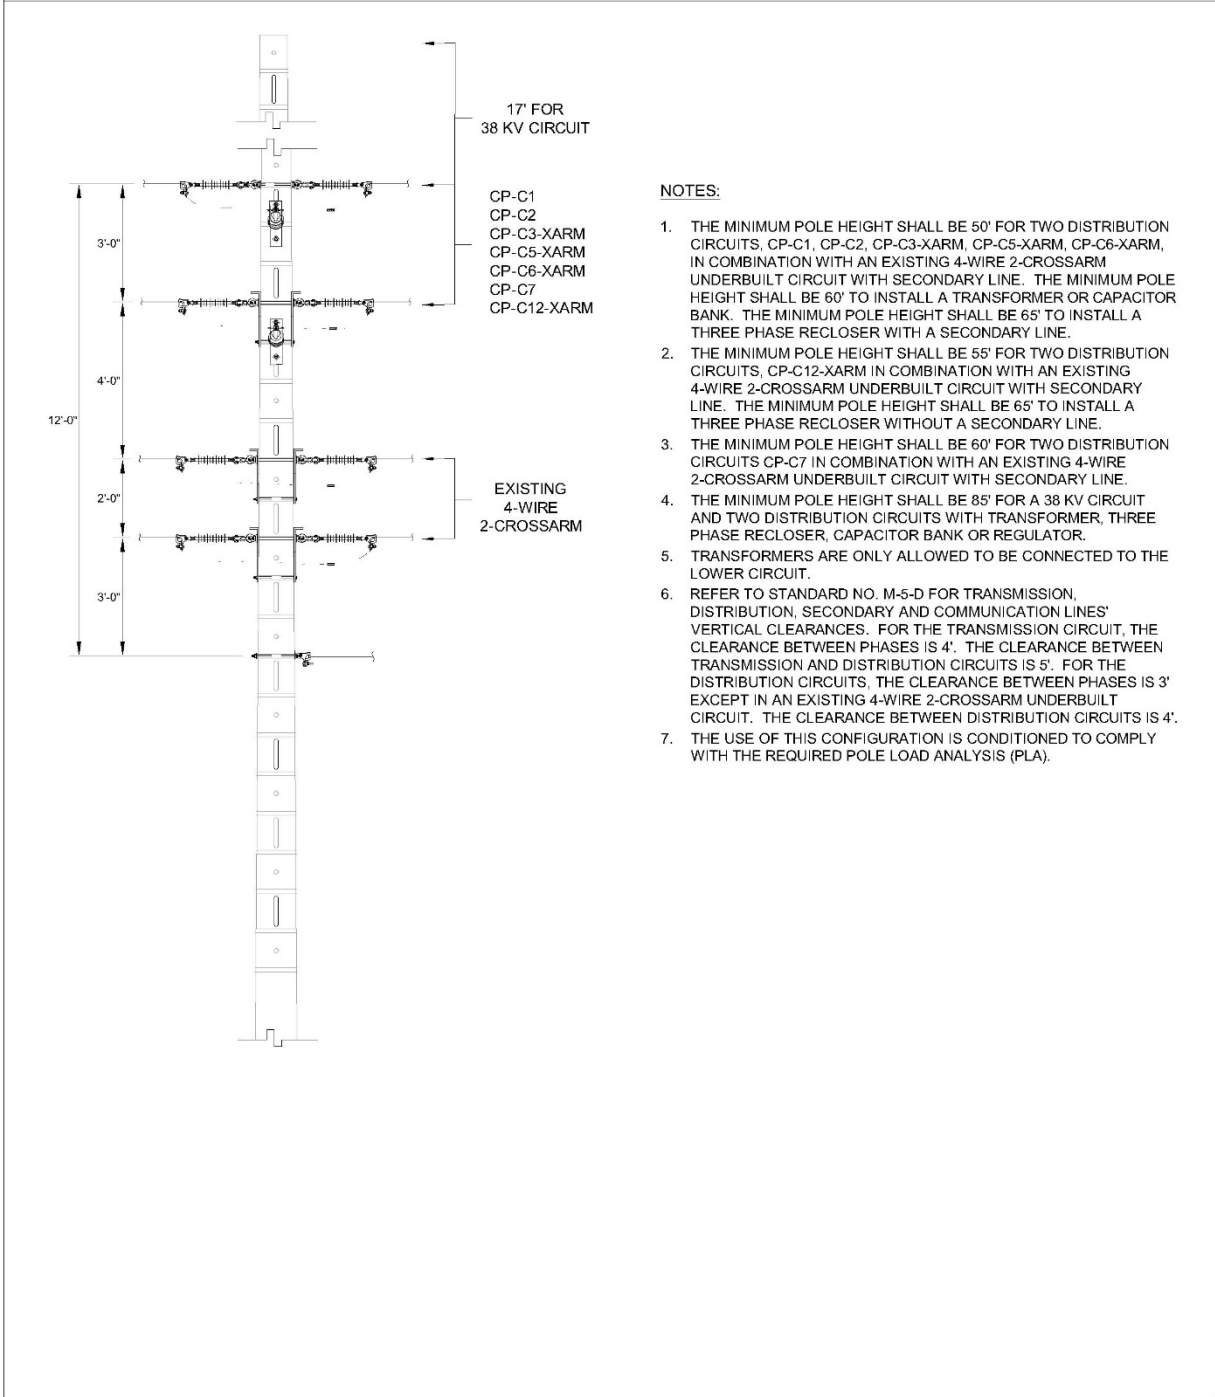 17' FOR
38 KV CIRCUIT
CP-C1
CP-C2
CP-C3-XARM
CP-C5-XARM
CP-C6-XARM
CP-C7
CP-C12-XARM
3'-0"
4'-0"
12'-0"
2'-0"
3'-0"
EXISTING
4-WIRE
2-CROSSARM
NOTES:
1. THE MINIMUM POLE HEIGHT SHALL BE 50' FOR TWO DISTRIBUTION
CIRCUITS, CP-C1, CP-C2, CP-C3-XARM, CP-C5-XARM, CP-C6-XARM,
IN COMBINATION WITH AN EXISTING 4-WIRE 2-CROSSARM
UNDERBUILT CIRCUIT WITH SECONDARY LINE. THE MINIMUM POLE
HEIGHT SHALL BE 60' TO INSTALL A TRANSFORMER OR CAPACITOR
BANK. THE MINIMUM POLE HEIGHT SHALL BE 65' TO INSTALL A
THREE PHASE RECLOSER WITH A SECONDARY LINE.
2. THE MINIMUM POLE HEIGHT SHALL BE 55' FOR TWO DISTRIBUTION
CIRCUITS, CP-C12-XARM IN COMBINATION WITH AN EXISTING
4-WIRE 2-CROSSARM UNDERBUILT CIRCUIT WITH SECONDARY
LINE. THE MINIMUM POLE HEIGHT SHALL BE 65' TO INSTALL A
THREE PHASE RECLOSER WITHOUT A SECONDARY LINE.
3. THE MINIMUM POLE HEIGHT SHALL BE 60' FOR TWO DISTRIBUTION
CIRCUITS CP-C7 IN COMBINATION WITH AN EXISTING 4-WIRE
2-CROSSARM UNDERBUILT CIRCUIT WITH SECONDARY LINE.
4. THE MINIMUM POLE HEIGHT SHALL BE 85' FOR A 38 KV CIRCUIT
AND TWO DISTRIBUTION CIRCUITS WITH TRANSFORMER, THREE
PHASE RECLOSER, CAPACITOR BANK OR REGULATOR.
5. TRANSFORMERS ARE ONLY ALLOWED TO BE CONNECTED TO THE
LOWER CIRCUIT.
6. REFER TO STANDARD NO. M-5-D FOR TRANSMISSION,
DISTRIBUTION, SECONDARY AND COMMUNICATION LINES'
VERTICAL CLEARANCES. FOR THE TRANSMISSION CIRCUIT, THE
CLEARANCE BETWEEN PHASES IS 4'. THE CLEARANCE BETWEEN
TRANSMISSION AND DISTRIBUTION CIRCUITS IS 5'. FOR THE
DISTRIBUTION CIRCUITS, THE CLEARANCE BETWEEN PHASES IS 3'
EXCEPT IN AN EXISTING 4-WIRE 2-CROSSARM UNDERBUILT
CIRCUIT. THE CLEARANCE BETWEEN DISTRIBUTION CIRCUITS IS 4'.
7. THE USE OF THIS CONFIGURATION IS CONDITIONED TO COMPLY
WITH THE REQUIRED POLE LOAD ANALYSIS (PLA).